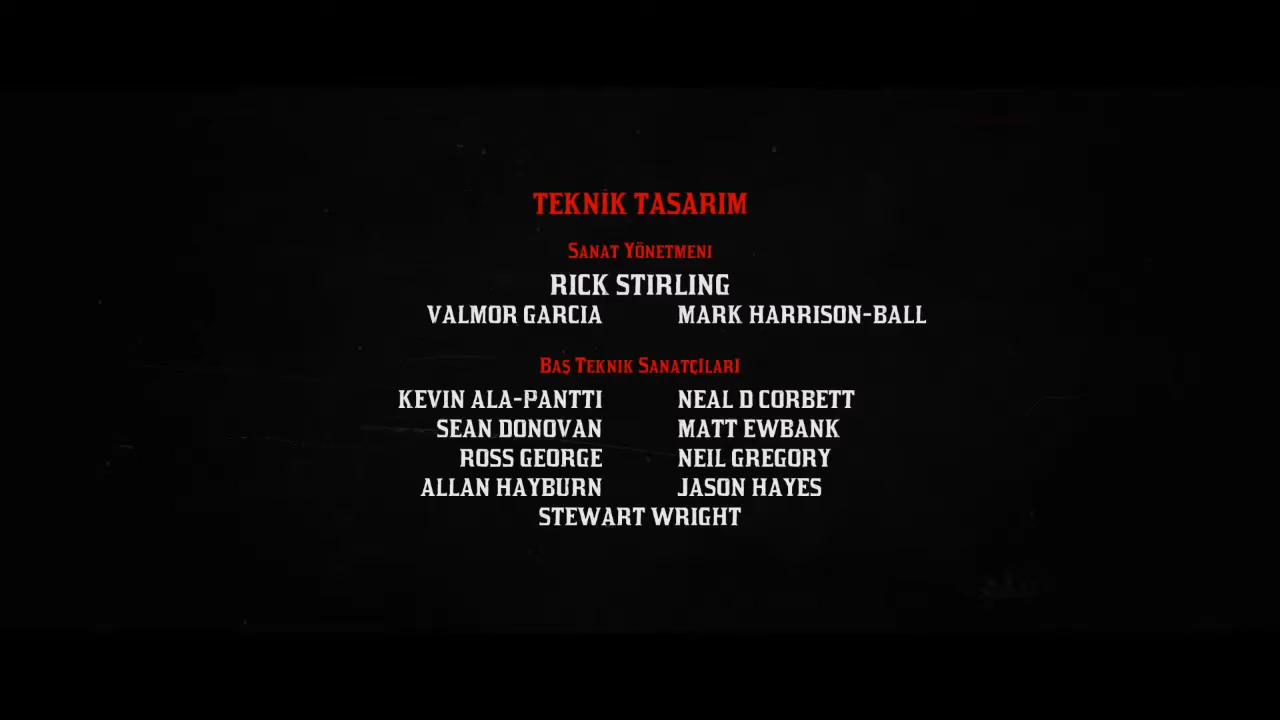 TEKNİK TASARIM
SANAT YÖNETMENI
RICK STIRLING
VALMOR GARCIA MARK HARRISON-BALL
BAŞ TEKNIK SANATÇILARI
KEVIN ALA-PANTTI NEAL D CORBETT
SEAN DONOVAN MATT EWBANK
ROSS GEORGE NEIL GREGORY
ALLAN HAYBURN JASON HAYES
STEWART WRIGHT